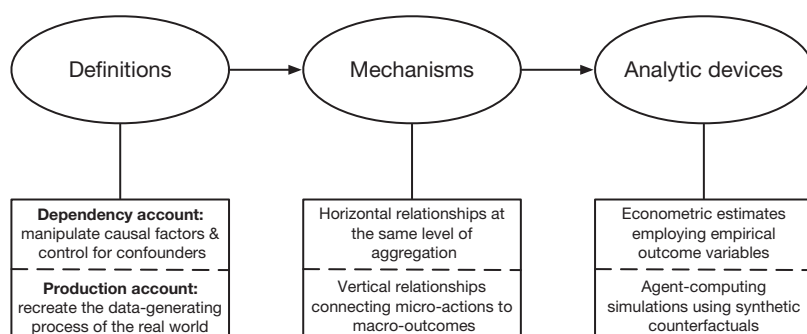 Definitions
Mechanisms
Analytic devices
Dependency account:
manipulate causal factors &
control for confounders
Production account:
recreate the data-generating
process of the real world
Horizontal relationships at
the same level of
aggregation
Vertical relationships
connecting micro-actions to
macro-outcomes
Econometric estimates
employing empirical
outcome variables
Agent-computing
simulations using synthetic
counterfactuals